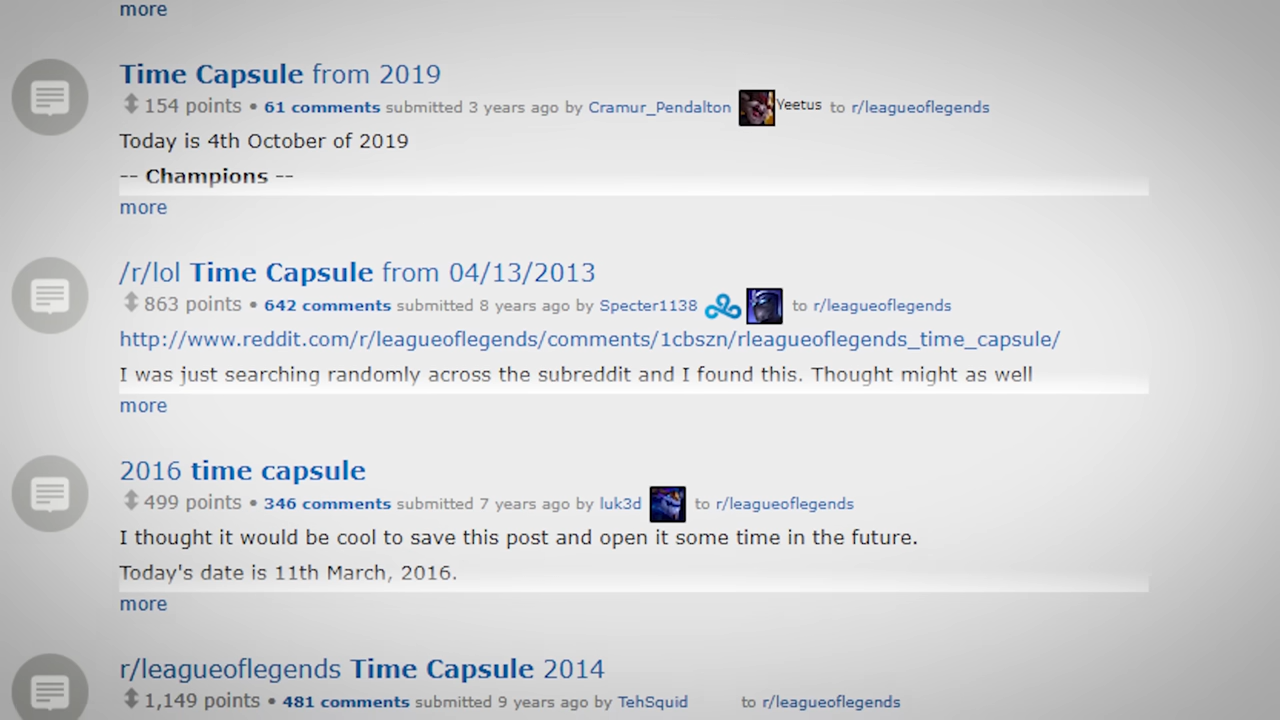 more
Time Capsule from 2019
154 points • 61 comments submitted 3 years ago by Cramur_Pendalton Yeetus to r/leagueoflegends
Today is 4th October of 2019
-- Champions --
more
/r/lol Time Capsule from 04/13/2013
863 points • 642 comments submitted 8 years ago by Specter1138 to r/leagueoflegends
http://www.reddit.com/r/leagueoflegends/comments/1cbszn/rleagueoflegends_time_capsule/
I was just searching randomly across the subreddit and I found this. Thought might as well
more
2016 time capsule
499 points • 346 comments submitted 7 years ago by luk3d to r/leagueoflegends
I thought it would be cool to save this post and open it some time in the future.
Today's date is 11th March, 2016.
more
r/leagueoflegends Time Capsule 2014
1,149 points • 481 comments submitted 9 years ago by TehSquid to r/leagueoflegends